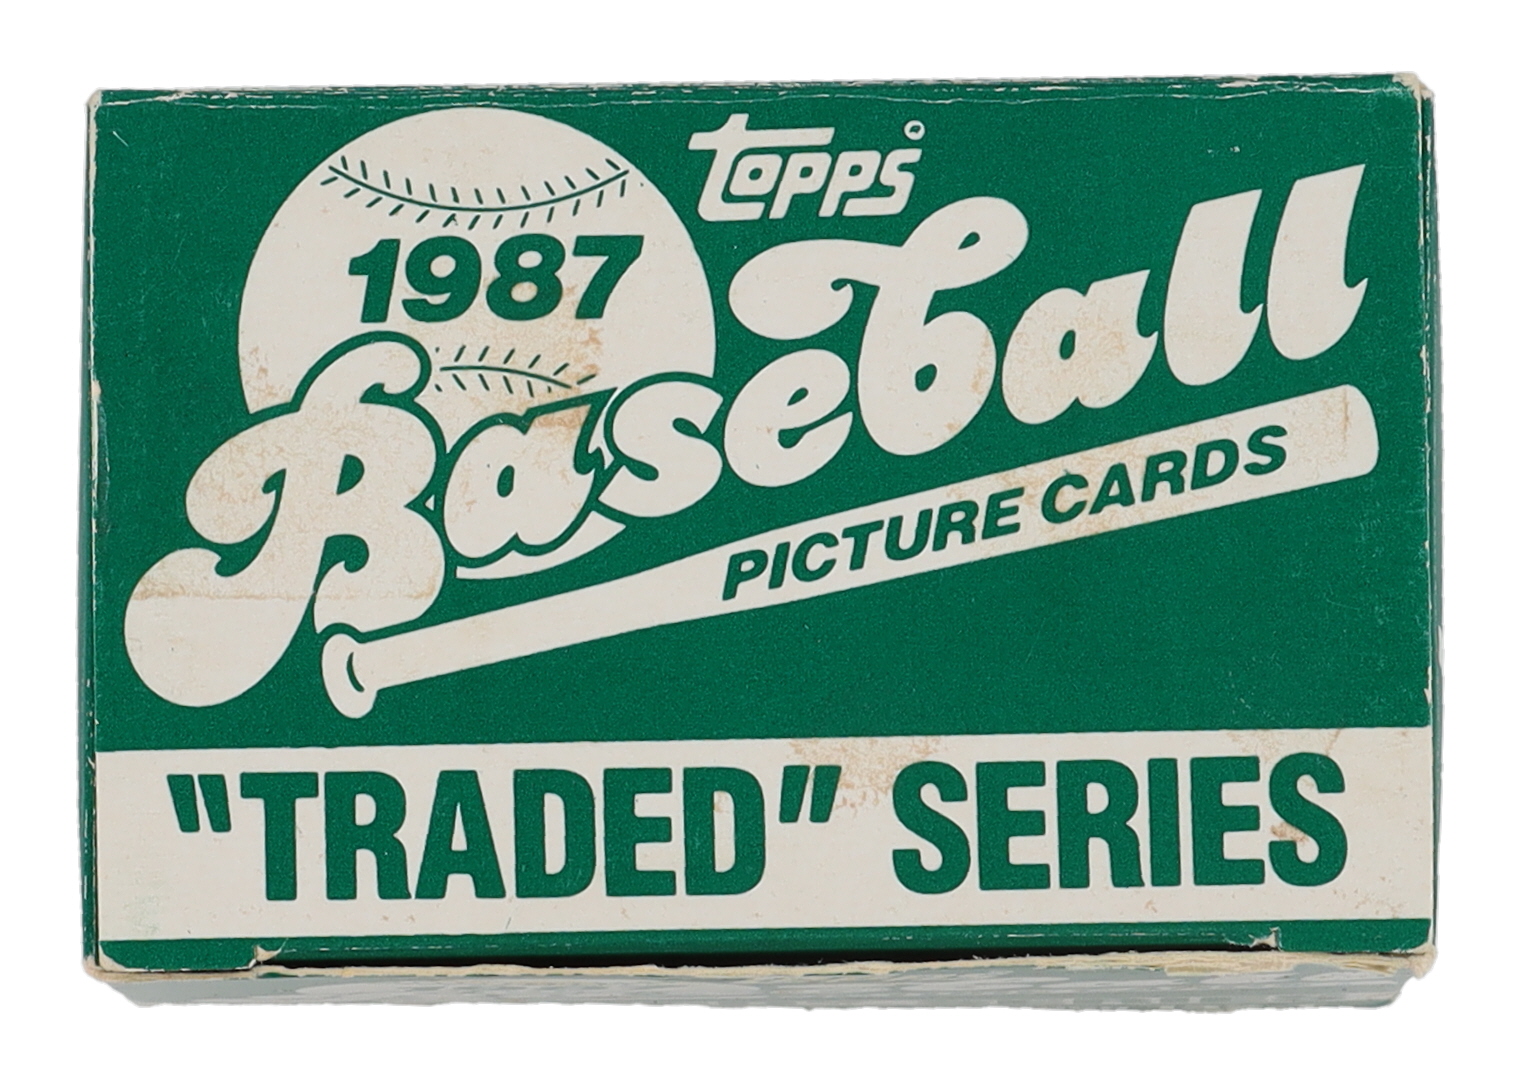 topps
1987
Baseball
PICTURE CARDS
"TRADED" SERIES